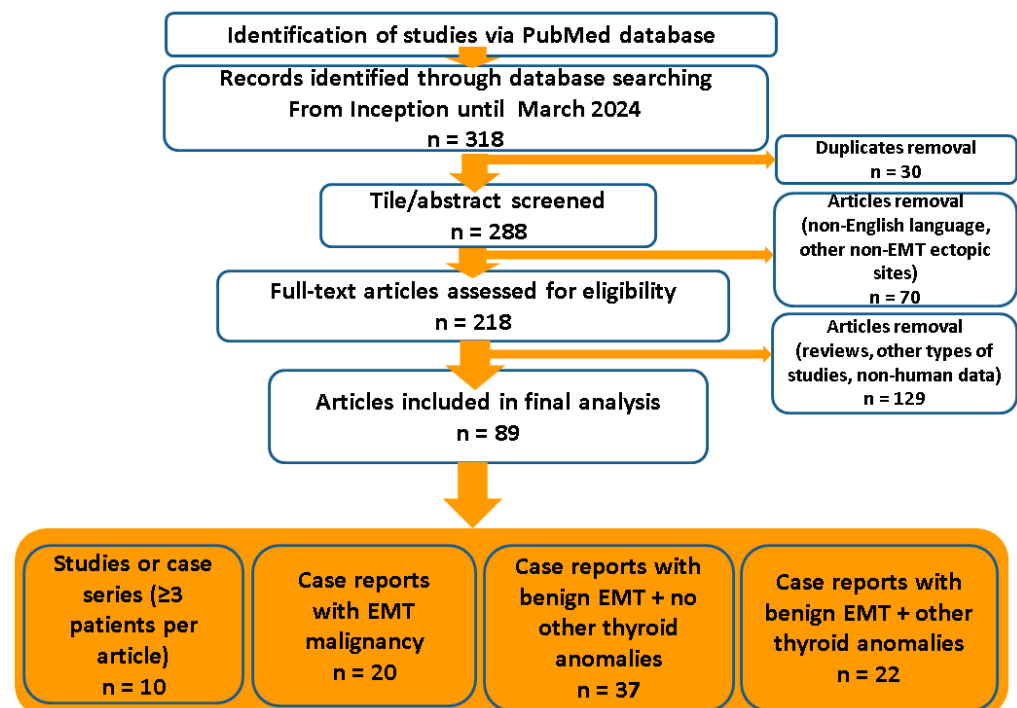 Identification of studies via PubMed database
Records identified through database searching
From Inception until March 2024
n = 318
Duplicates removal
n = 30
Tile/abstract screened
n = 288
Articles removal
(non-English language,
other non-EMT ectopic
sites)
n = 70
Full-text articles assessed for eligibility
n = 218
Articles removal
(reviews, other types of
studies, non-human data)
n = 129
Articles included in final analysis
n = 89
Studies or case
series (≥3
patients per
article)
n = 10
Case reports
with EMT
malignancy
n = 20
Case reports with
benign EMT + no
other thyroid
anomalies
n = 37
Case reports with
benign EMT + other
thyroid anomalies
n = 22